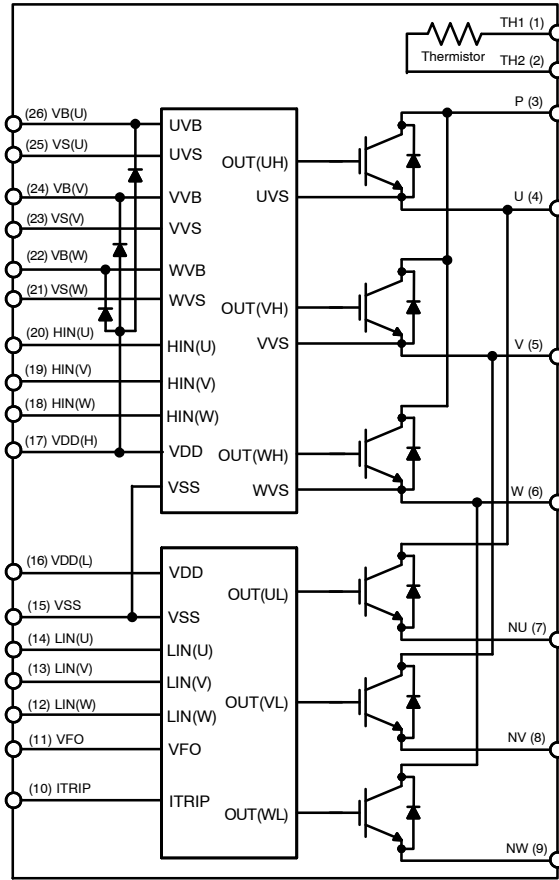 TH1 (1)
Thermistor
TH2 (2)
P (3)
(26) VB(U)
UVB
(25) VS(U)
UVS
OUT(UH)
(24) VB(V)
VVB
UVS
U (4)
(23) VS(V)
VVS
(22) VB(W)
WVB
(21) VS(W)
WVS
OUT(VH)
(20) HIN(U)
HIN(U)
VVS
V (5)
(19) HIN(V)
HIN(V)
(18) HIN(W)
HIN(W)
(17) VDD(H)
VDD
OUT(WH)
VSS
WVS
W (6)
(16) VDD(L)
VDD
OUT(UL)
(15) VSS
VSS
NU (7)
(14) LIN(U)
LIN(U)
(13) LIN(V)
LIN(V)
OUT(VL)
(12) LIN(W)
LIN(W)
(11) VFO
VFO
NV (8)
(10) ITRIP
ITRIP
OUT(WL)
NW (9)